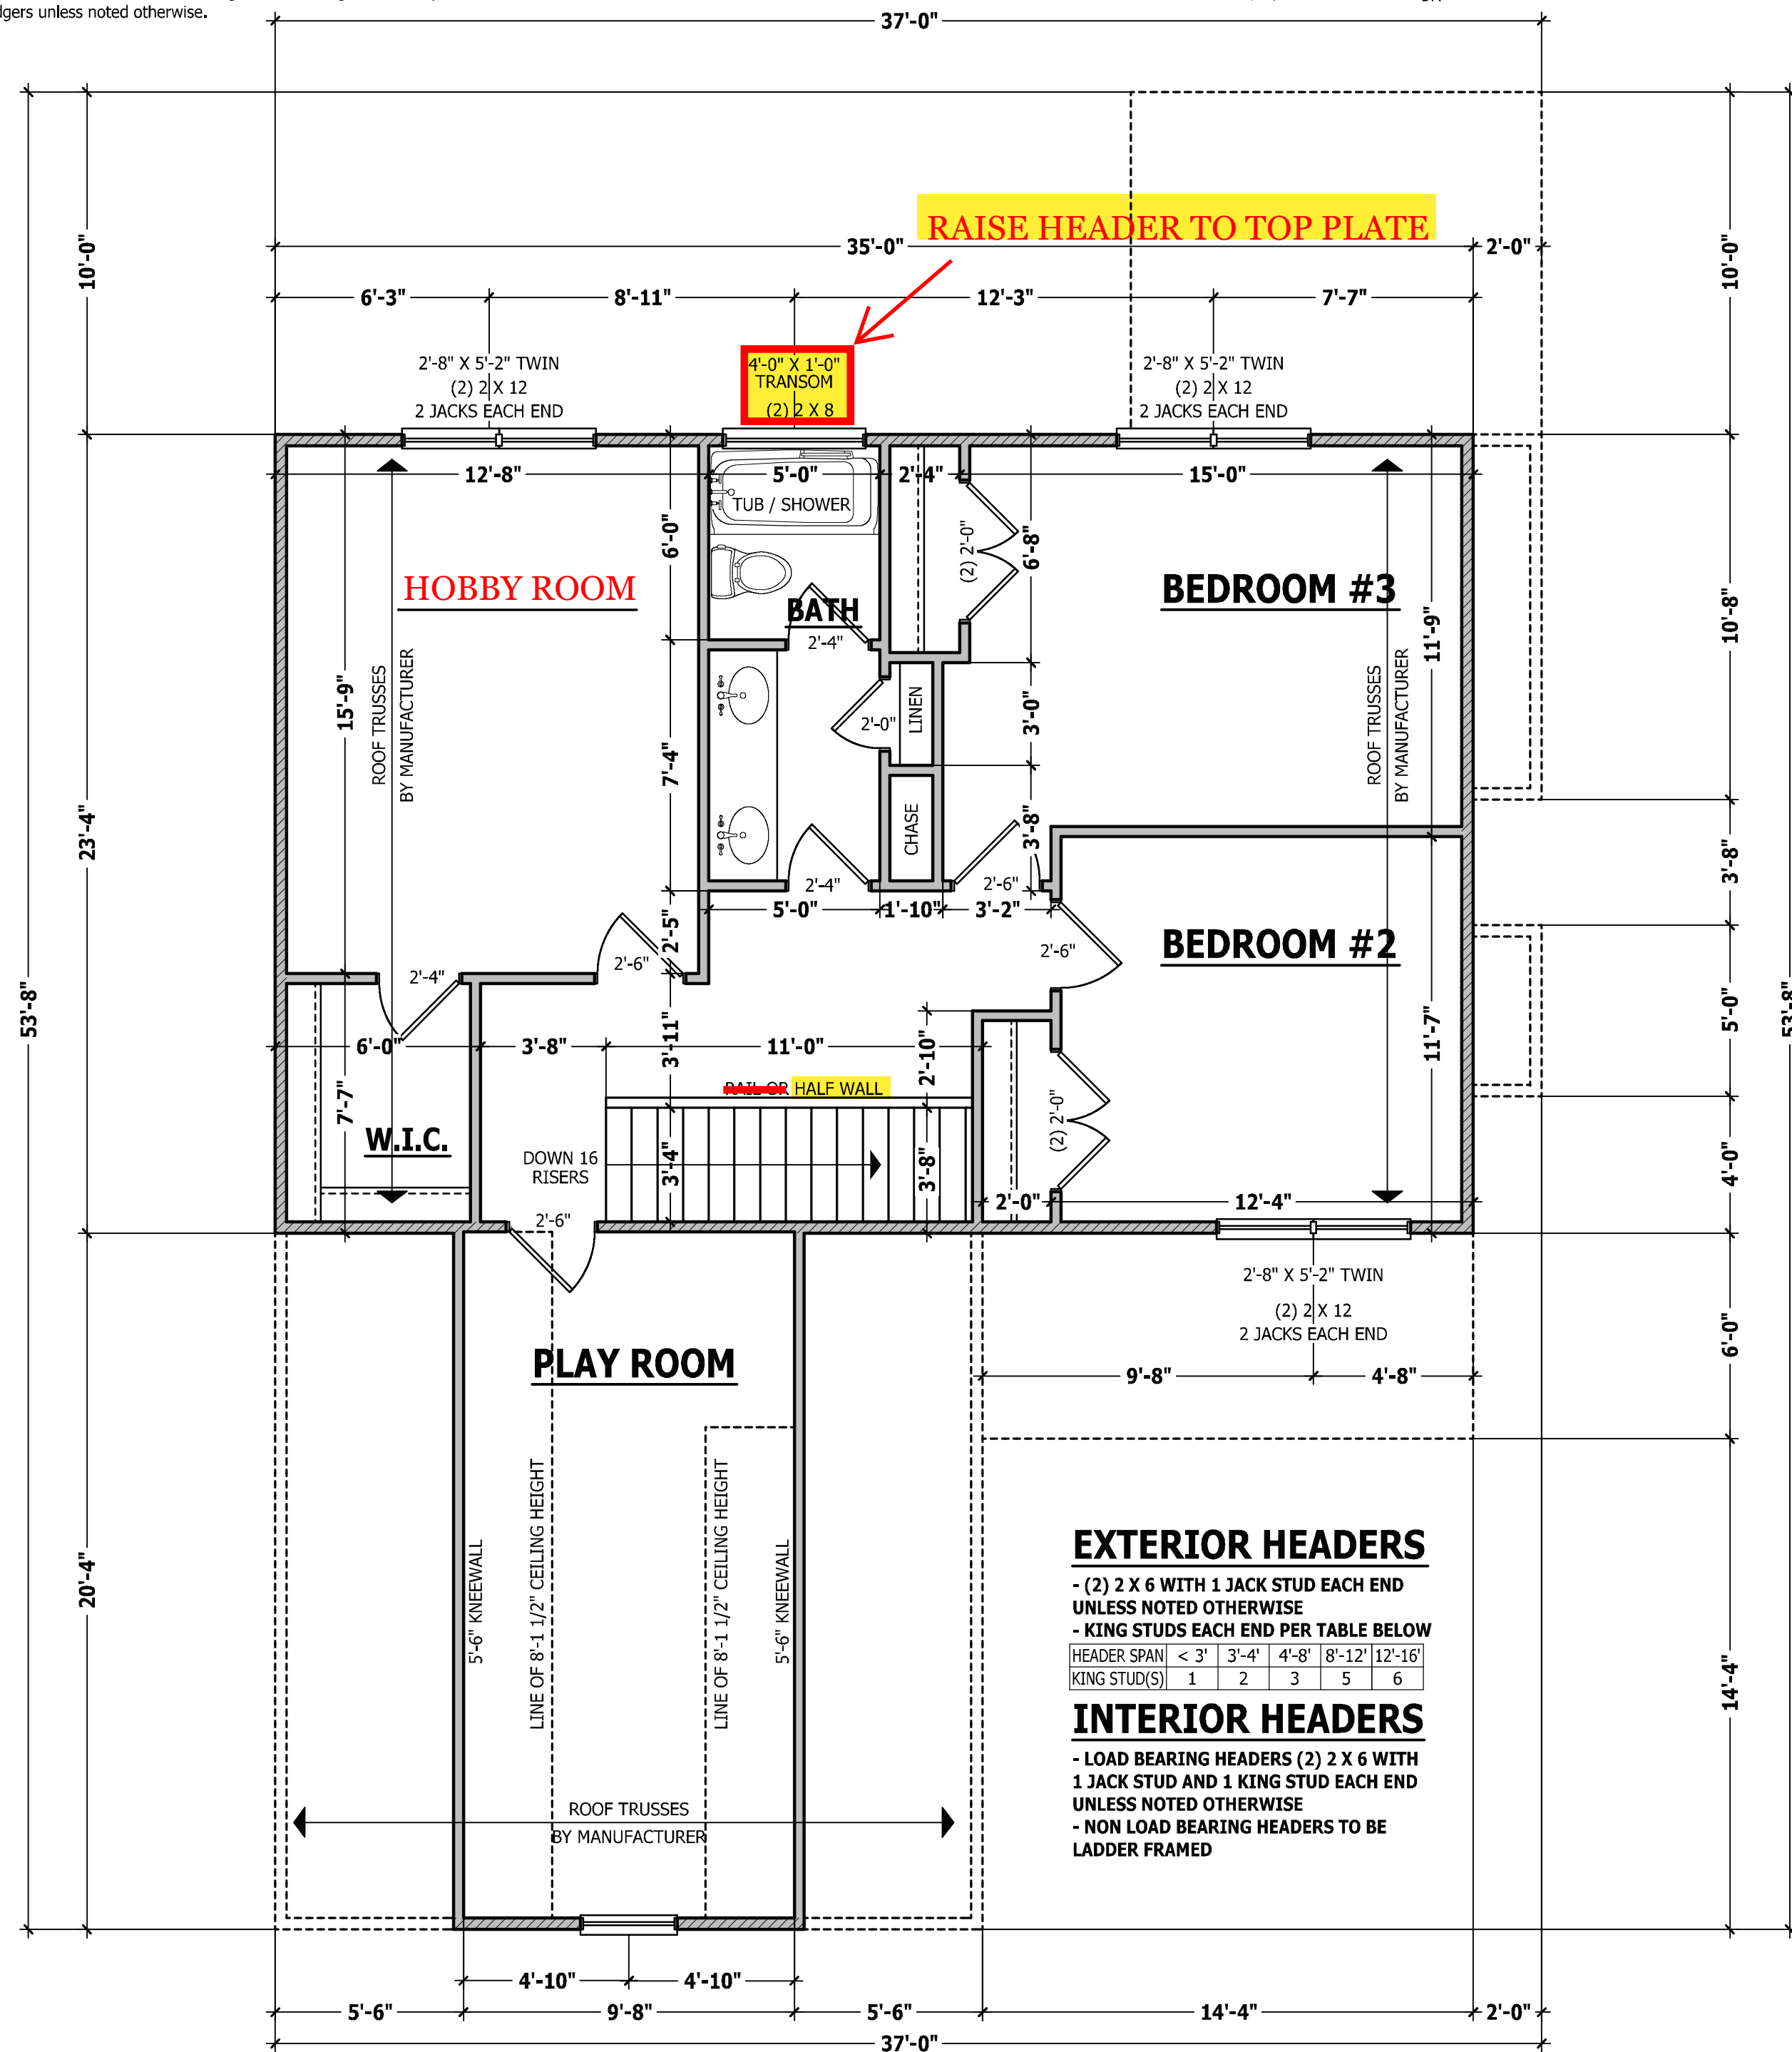 dgers unless noted otherwise.
37'-0"
RAISE HEADER TO TOP PLATE
35'-0"
2'-0"
10'-0"
10'-0"
6'-3"
8'-11"
12'-3"
7'-7"
2'-8" X 5'-2" TWIN
(2) 2 X 12
2 JACKS EACH END
4'-0" X 1'-0"
TRANSOM
(2) 2 X 8
2'-8" X 5'-2" TWIN
(2) 2 X 12
2 JACKS EACH END
12'-8"
5'-0"
2'-4"
15'-0"
TUB / SHOWER
6'-0"
(2) 2'-0"
6'-8"
HOBBY ROOM
BATH
2'-4"
BEDROOM #3
11'-9"
10'-8"
15'-9"
ROOF TRUSSES
BY MANUFACTURER
LINEN
2'-0"
3'-0"
ROOF TRUSSES
BY MANUFACTURER
7'-4"
CHASE
3'-8"
23'-4"
3'-8"
2'-4"
2'-6"
5'-0"
1'-10"
3'-2"
2'-5"
2'-6"
2'-6"
BEDROOM #2
2'-4"
53'-8"
53'-8"
5'-0"
11'-7"
6'-0"
3'-8"
3'-11"
11'-0"
2'-10"
RAIL OR HALF WALL
7'-7"
W.I.C.
DOWN 16
RISERS
3'-4"
3'-8"
(2) 2'-0"
4'-0"
2'-0"
12'-4"
2'-6"
2'-8" X 5'-2" TWIN
(2) 2 X 12
2 JACKS EACH END
6'-0"
PLAY ROOM
9'-8"
4'-8"
20'-4"
5'-6" KNEEWALL
LINE OF 8'-1 1/2" CEILING HEIGHT
LINE OF 8'-1 1/2" CEILING HEIGHT
5'-6" KNEEWALL
14'-4"
EXTERIOR HEADERS
- (2) 2 X 6 WITH 1 JACK STUD EACH END
UNLESS NOTED OTHERWISE
- KING STUDS EACH END PER TABLE BELOW
HEADER SPAN < 3' 3'-4' 4'-8' 8'-12' 12'-16'
KING STUD(S) 1 2 3 5 6
INTERIOR HEADERS
- LOAD BEARING HEADERS (2) 2 X 6 WITH
1 JACK STUD AND 1 KING STUD EACH END
UNLESS NOTED OTHERWISE
- NON LOAD BEARING HEADERS TO BE
LADDER FRAMED
ROOF TRUSSES
BY MANUFACTURER
4'-10"
4'-10"
5'-6"
9'-8"
5'-6"
14'-4"
2'-0"
37'-0"